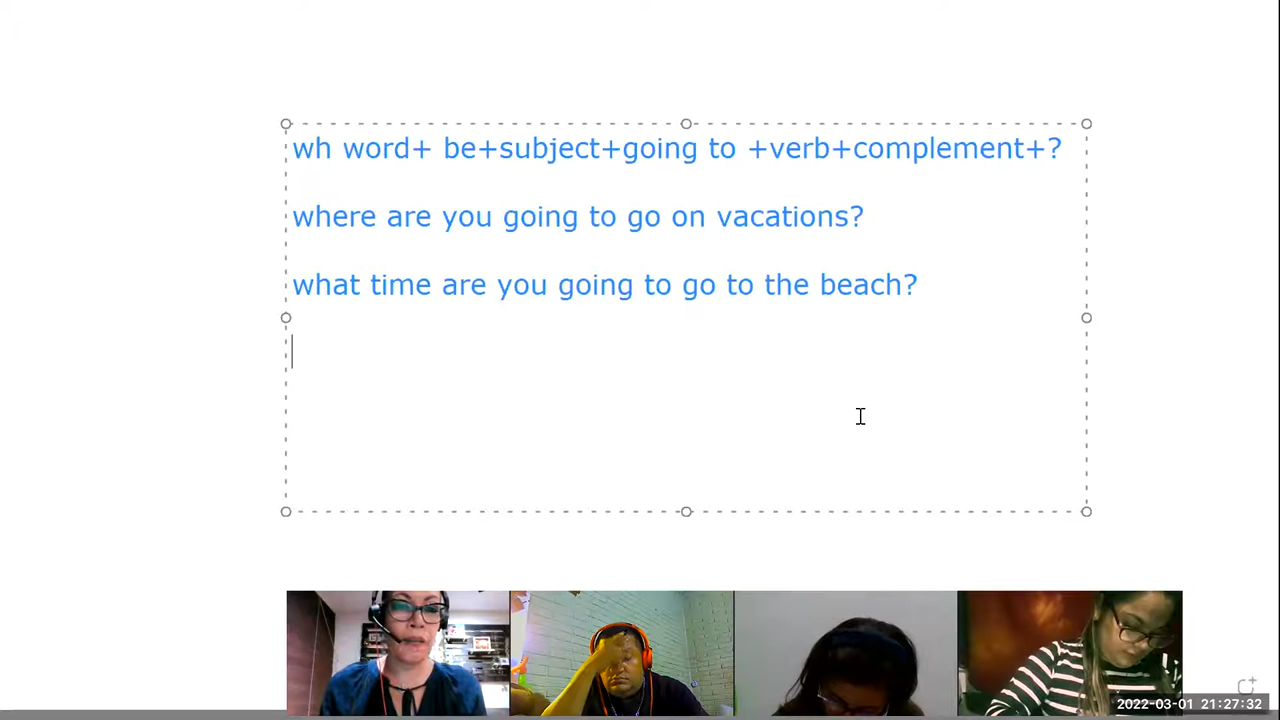 wh word+ be+subject+going to +verb+complement+?
where are you going to go on vacations?
what time are you going to go to the beach?
2022-03-01 21:27:32